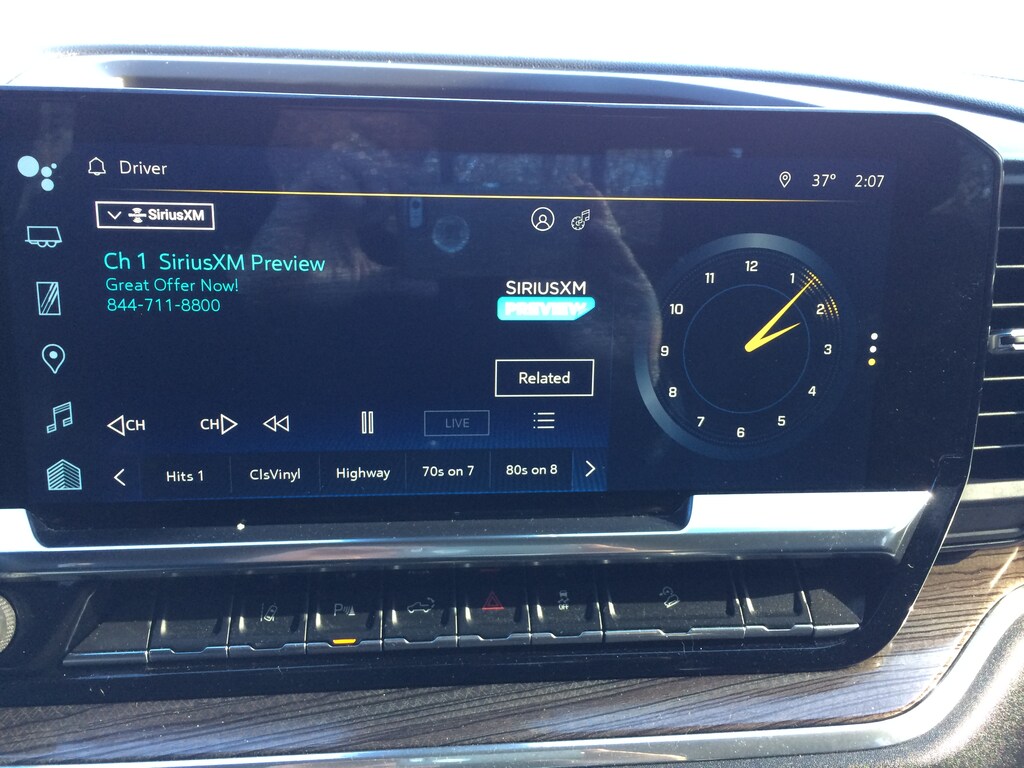 Driver
37° 2:07
SiriusXM
Ch 1 SiriusXM Preview
Great Offer Now!
844-711-8800
SIRIUSXM
PREVIEW
Related
CH
CH
LIVE
Hits 1
ClsVinyl
Highway
70s on 7
80s on 8
12
1
2
3
4
5
6
7
8
9
10
11
P
OFF